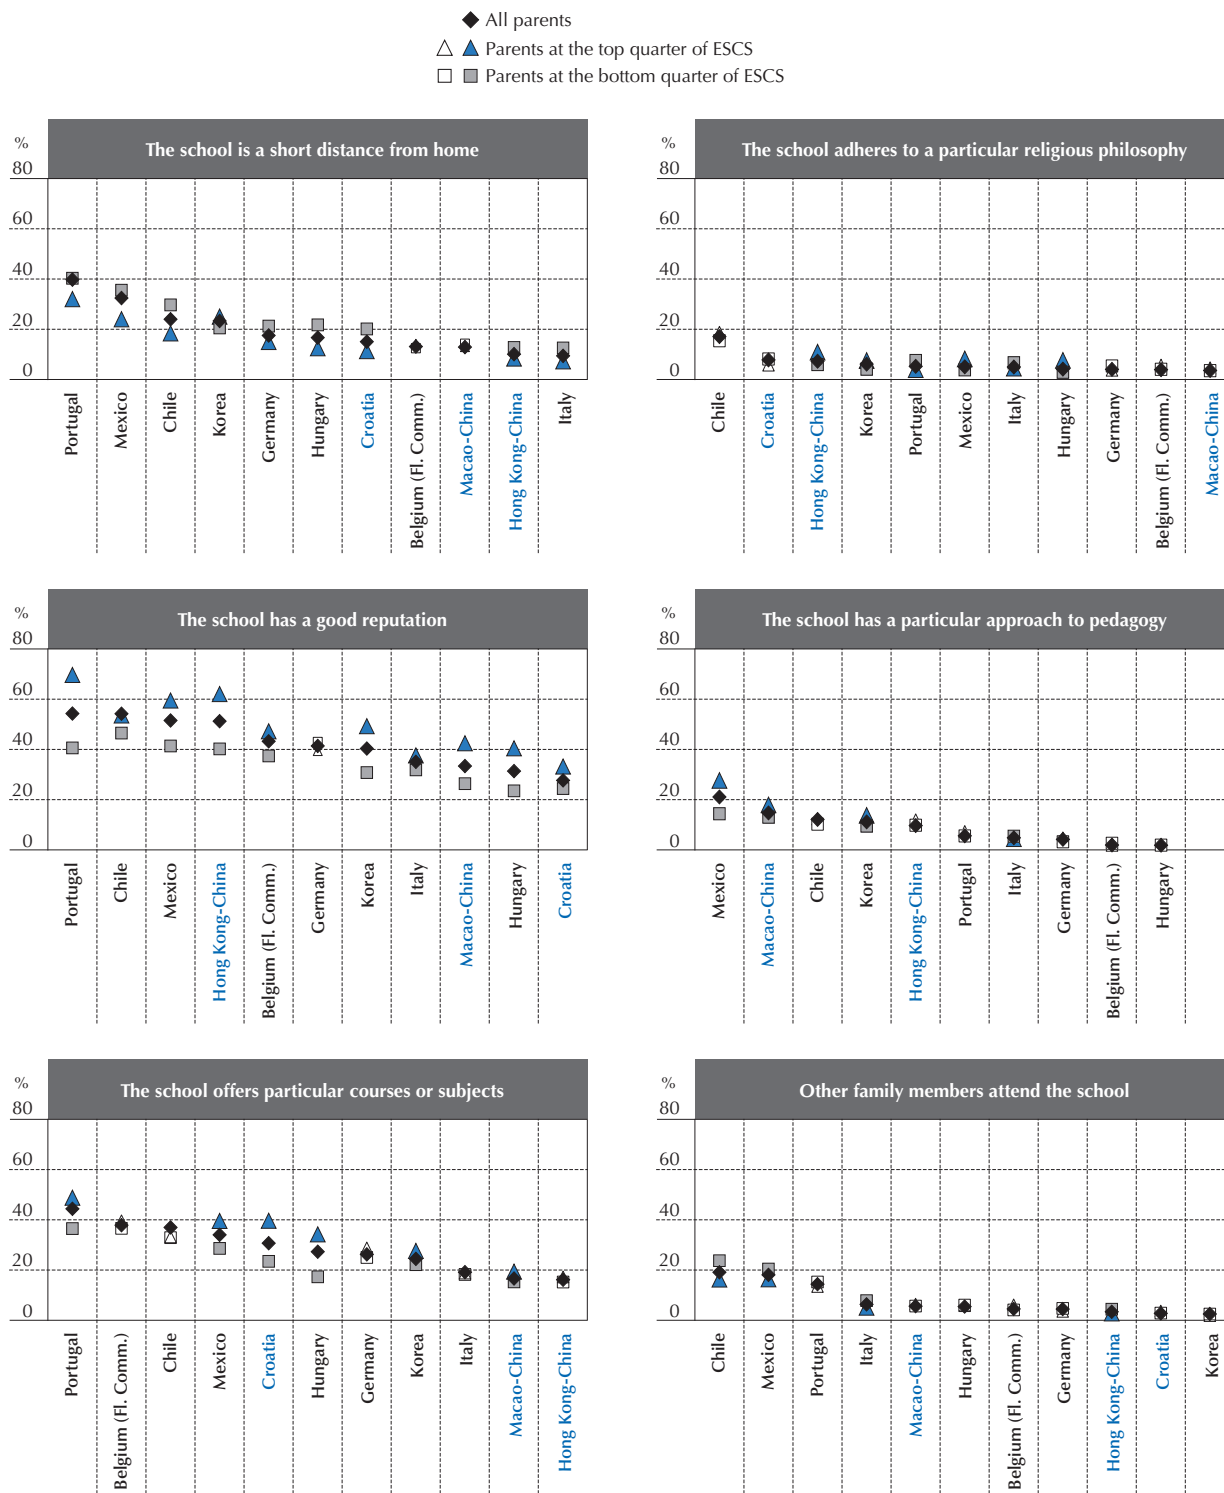 All parents
Parents at the top quarter of ESCS
Parents at the bottom quarter of ESCS
%
The school is a short distance from home
80
60
40
20
0
Portugal
Mexico
Chile
Korea
Germany
Hungary
Croatia
Belgium (Fl. Comm.)
Macao-China
Hong Kong-China
Italy
%
The school adheres to a particular religious philosophy
80
60
40
20
0
Chile
Croatia
Hong Kong-China
Korea
Portugal
Mexico
Italy
Hungary
Germany
Belgium (Fl. Comm.)
Macao-China
%
The school has a good reputation
80
60
40
20
0
Portugal
Chile
Mexico
Hong Kong-China
Belgium (Fl. Comm.)
Germany
Korea
Italy
Macao-China
Hungary
Croatia
%
The school has a particular approach to pedagogy
80
60
40
20
0
Mexico
Macao-China
Chile
Korea
Hong Kong-China
Portugal
Italy
Germany
Belgium (Fl. Comm.)
Hungary
%
The school offers particular courses or subjects
80
60
40
20
0
Portugal
Belgium (Fl. Comm.)
Chile
Mexico
Croatia
Hungary
Germany
Korea
Italy
Macao-China
Hong Kong-China
%
Other family members attend the school
80
60
40
20
0
Chile
Mexico
Portugal
Italy
Macao-China
Hungary
Belgium (Fl. Comm.)
Germany
Hong Kong-China
Croatia
Korea